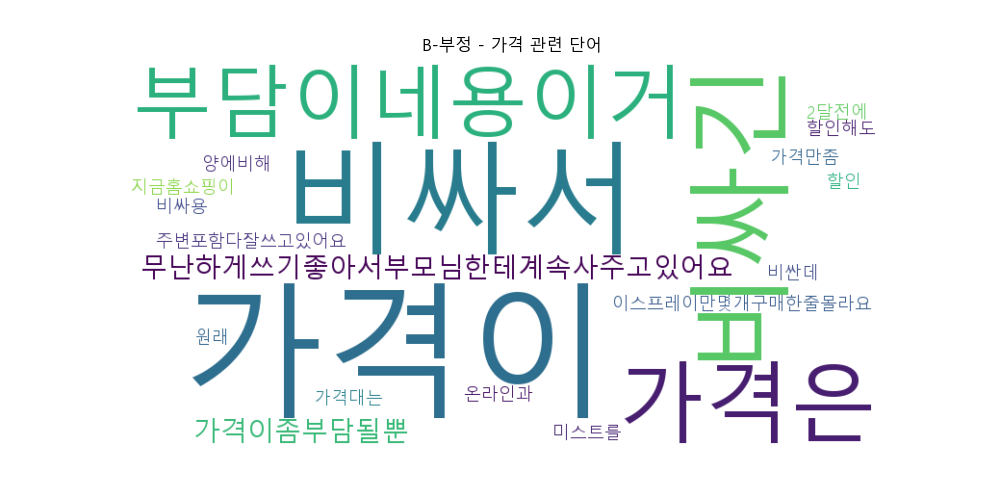 B-부정 - 가격 관련 단어
부담이네용이거
비싸긴
2달전에
할인해도
비싸서
양에비해
가격만좀
지금홈쇼핑이
할인
비싸용
주변포함다잘쓰고있어요
무난하게쓰기좋아서부모님한테계속사주고있어요
비싼데
가격이
이스프레이만몇개구매한줄몰라요
원래
가격은
가격대는
온라인과
가격이좀부담될뿐
미스트를